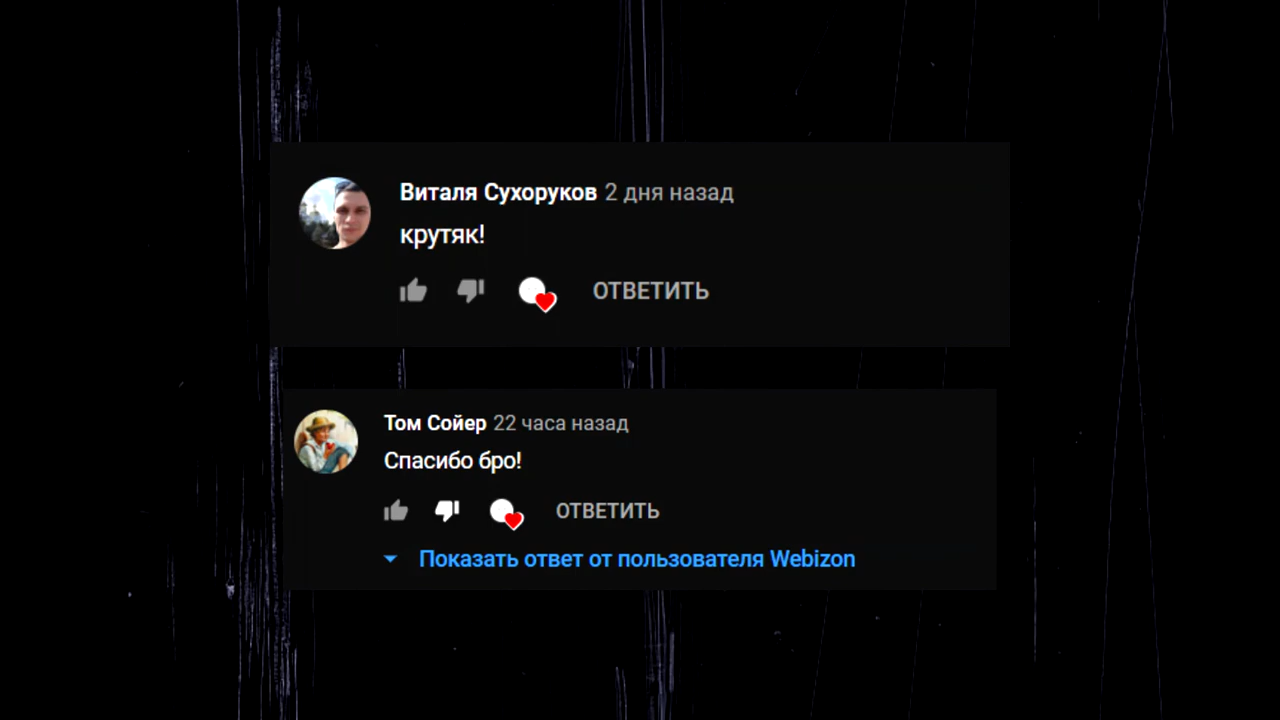 Виталя Сухоруков 2 дня назад
крутяк!
ОТВЕТИТЬ
Том Сойер 22 часа назад
Спасибо бро!
ОТВЕТИТЬ
Показать ответ от пользователя Webizon